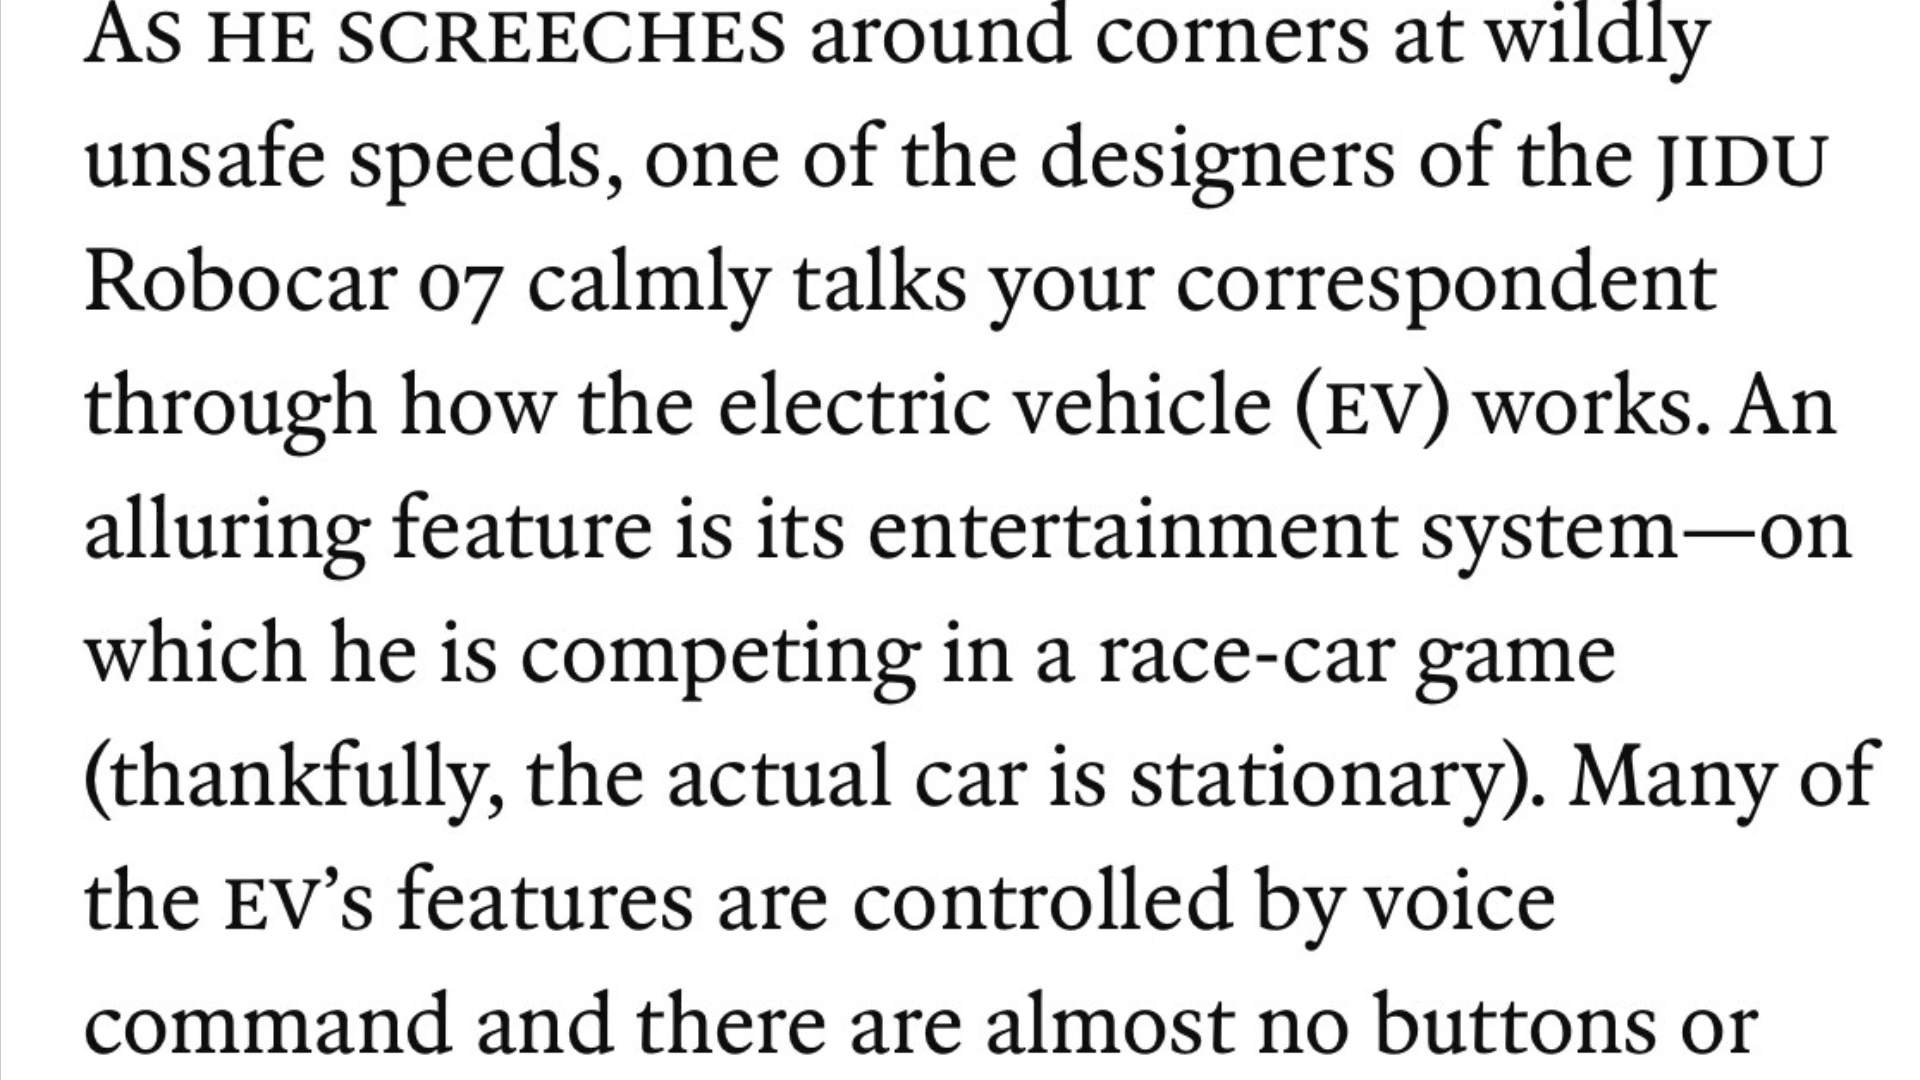 As HE SCREECHES around corners at wildly
unsafe speeds, one of the designers of the JIDU
Robocar 07 calmly talks your correspondent
through how the electric vehicle (EV) works. An
alluring feature is its entertainment system—on
which he is competing in a race-car game
(thankfully, the actual car is stationary). Many of
the EV’s features are controlled by voice
command and there are almost no buttons or